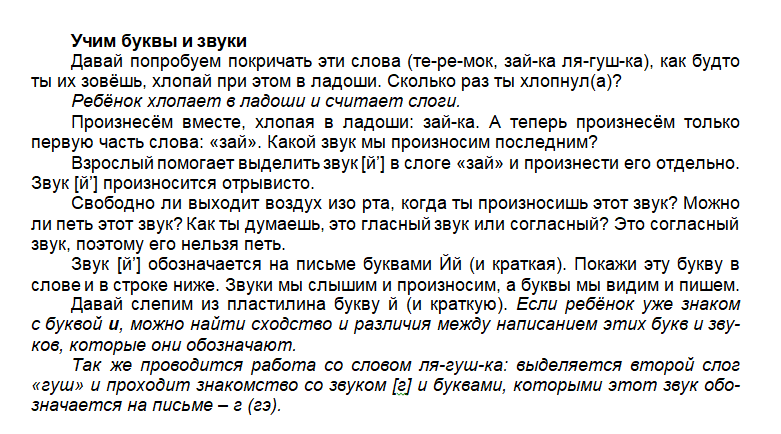 Учим буквы и звуки
Давай попробуем покричать эти слова (те-ре-мок, зай-ка ля-гуш-ка), как будто
ты их зовёшь, хлопай при этом в ладоши. Сколько раз ты хлопнул(а)?
Ребёнок хлопает в ладоши и считает слоги.
Произнесём вместе, хлопая в ладоши: зай-ка. А теперь произнесём только
первую часть слова: «зай». Какой звук мы произносим последним?
Взрослый помогает выделить звук [й’] в слоге «зай» и произнести его отдельно.
Звук [й’] произносится отрывисто.
Свободно ли выходит воздух изо рта, когда ты произносишь этот звук? Можно
ли петь этот звук? Как ты думаешь, это гласный звук или согласный? Это согласный
звук, поэтому его нельзя петь.
Звук [й’] обозначается на письме буквами Йй (и краткая). Покажи эту букву в
слове и в строке ниже. Звуки мы слышим и произносим, а буквы мы видим и пишем.
Давай слепим из пластилина букву й (и краткую). Если ребёнок уже знаком
с буквой и, можно найти сходство и различия между написанием этих букв и зву-
ков, которые они обозначают.
Так же проводится работа со словом ля-гуш-ка: выделяется второй слог
«гуш» и проходит знакомство со звуком [г] и буквами, которыми этот звук обо-
значается на письме – г (гэ).